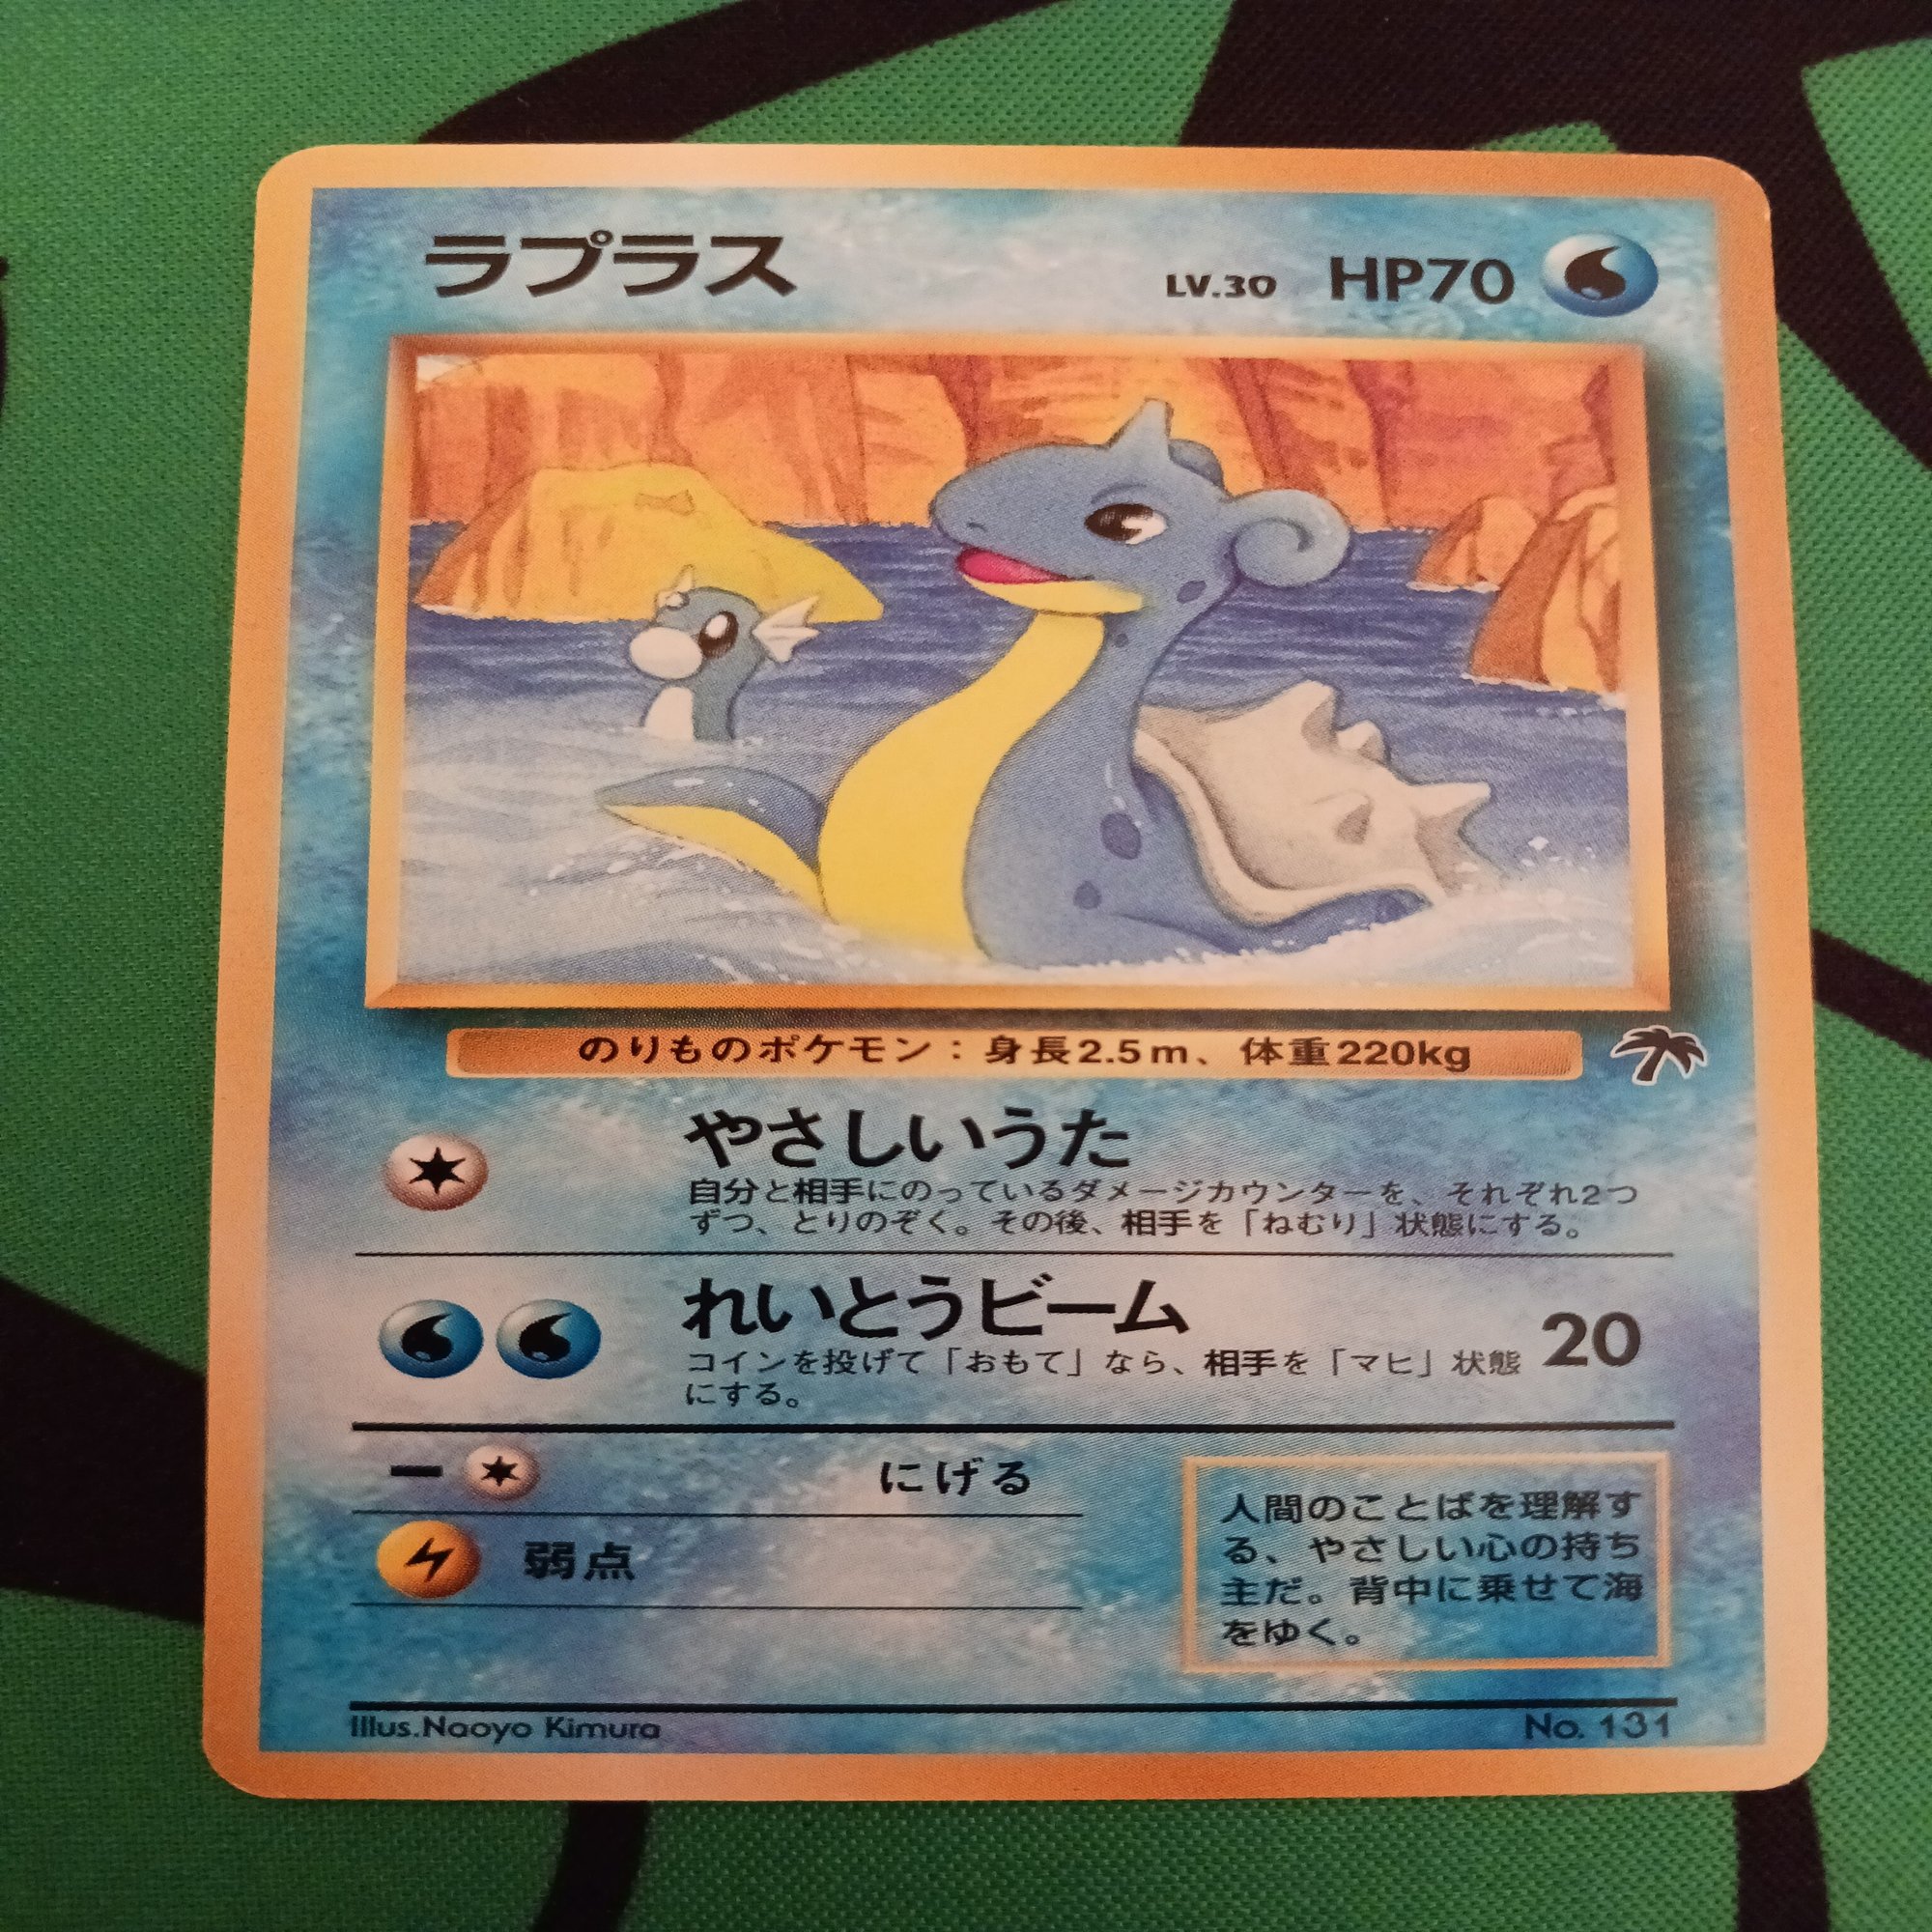 ラプラス LV.30 HP70
のりものポケモン：身長2.5m、体重220kg
やさしいうた
自分と相手にのっているダメージカウンターを、それぞれ2つ
ずつ、とりのぞく。その後、相手を「ねむり」状態にする。
れいとうビーム 20
コインを投げて「おもて」なら、相手を「マヒ」状態
にする。
ー にげる
弱点
人間のことばを理解す
る、やさしい心の持ち
主だ。背中に乗せて海
をゆく。
Illus.Naoyo Kimura No. 131